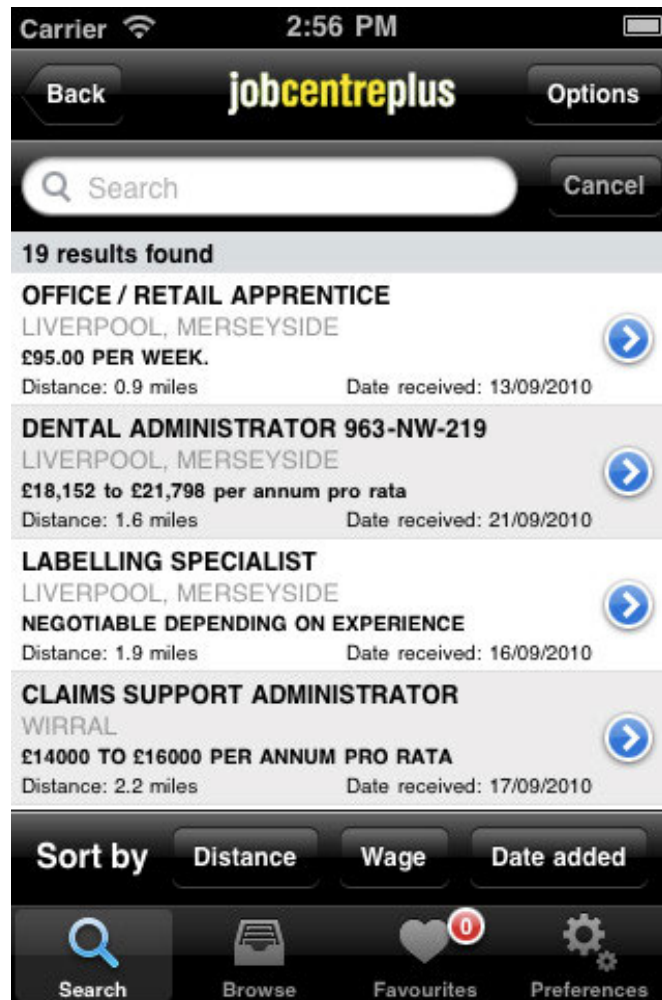 Carrier 2:56 PM
Back jobcentreplus Options
Search Cancel
19 results found
OFFICE / RETAIL APPRENTICE
LIVERPOOL, MERSEYSIDE
£95.00 PER WEEK.
Distance: 0.9 miles Date received: 13/09/2010
DENTAL ADMINISTRATOR 963-NW-219
LIVERPOOL, MERSEYSIDE
£18,152 to £21,798 per annum pro rata
Distance: 1.6 miles Date received: 21/09/2010
LABELLING SPECIALIST
LIVERPOOL, MERSEYSIDE
NEGOTIABLE DEPENDING ON EXPERIENCE
Distance: 1.9 miles Date received: 16/09/2010
CLAIMS SUPPORT ADMINISTRATOR
WIRRAL
£14000 TO £16000 PER ANNUM PRO RATA
Distance: 2.2 miles Date received: 17/09/2010
Sort by Distance Wage Date added
0
Search Browse Favourites Preferences